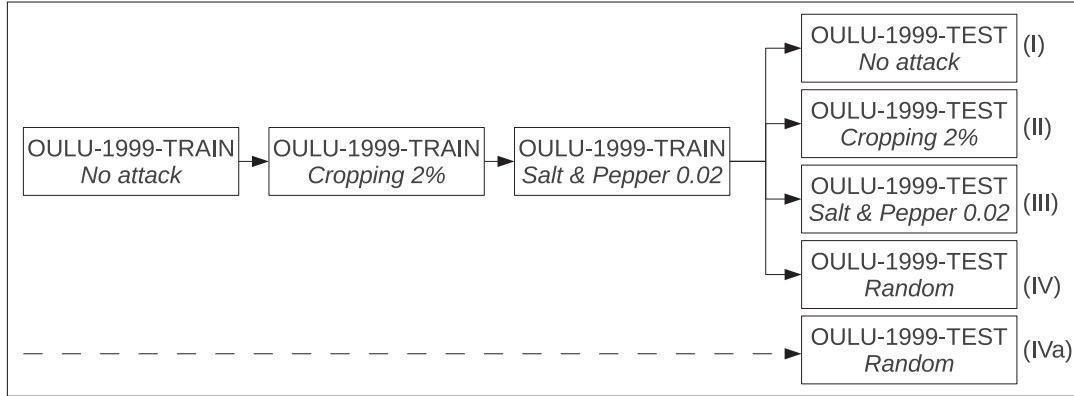 OULU-1999-TRAIN
No attack
OULU-1999-TRAIN
Cropping 2%
OULU-1999-TRAIN
Salt & Pepper 0.02
OULU-1999-TEST
No attack
(I)
OULU-1999-TEST
Cropping 2%
(II)
OULU-1999-TEST
Salt & Pepper 0.02
(III)
OULU-1999-TEST
Random
(IV)
OULU-1999-TEST
Random
(IVa)